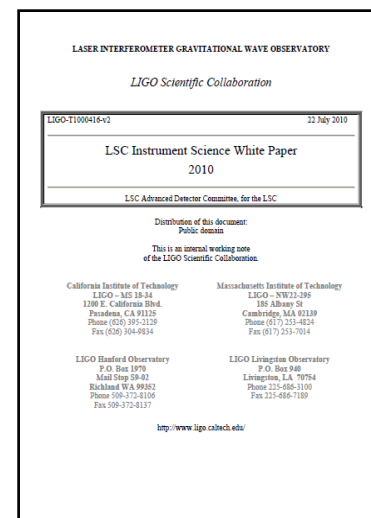 LASER INTERFEROMETER GRAVITATIONAL WAVE OBSERVATORY
LIGO Scientific Collaboration
LIGO-T1000416-v2 22 July 2010
LSC Instrument Science White Paper
2010
LSC Advanced Detector Committee, for the LSC
Distribution of this document:
Public domain
This is an internal working note
of the LIGO Scientific Collaboration.
California Institute of Technology
LIGO – MS 18-34
1200 E. California Blvd.
Pasadena, CA 91125
Phone (626) 395-2129
Fax (626) 304-9834
Massachusetts Institute of Technology
LIGO – NW22-295
185 Albany St
Cambridge, MA 02139
Phone (617) 253-4824
Fax (617) 253-7014
LIGO Hanford Observatory
P.O. Box 1970
Mail Stop S9-02
Richland WA 99352
Phone 509-372-8106
Fax 509-372-8137
LIGO Livingston Observatory
P.O. Box 940
Livingston, LA 70754
Phone 225-686-3100
Fax 225-686-7189
http://www.ligo.caltech.edu/